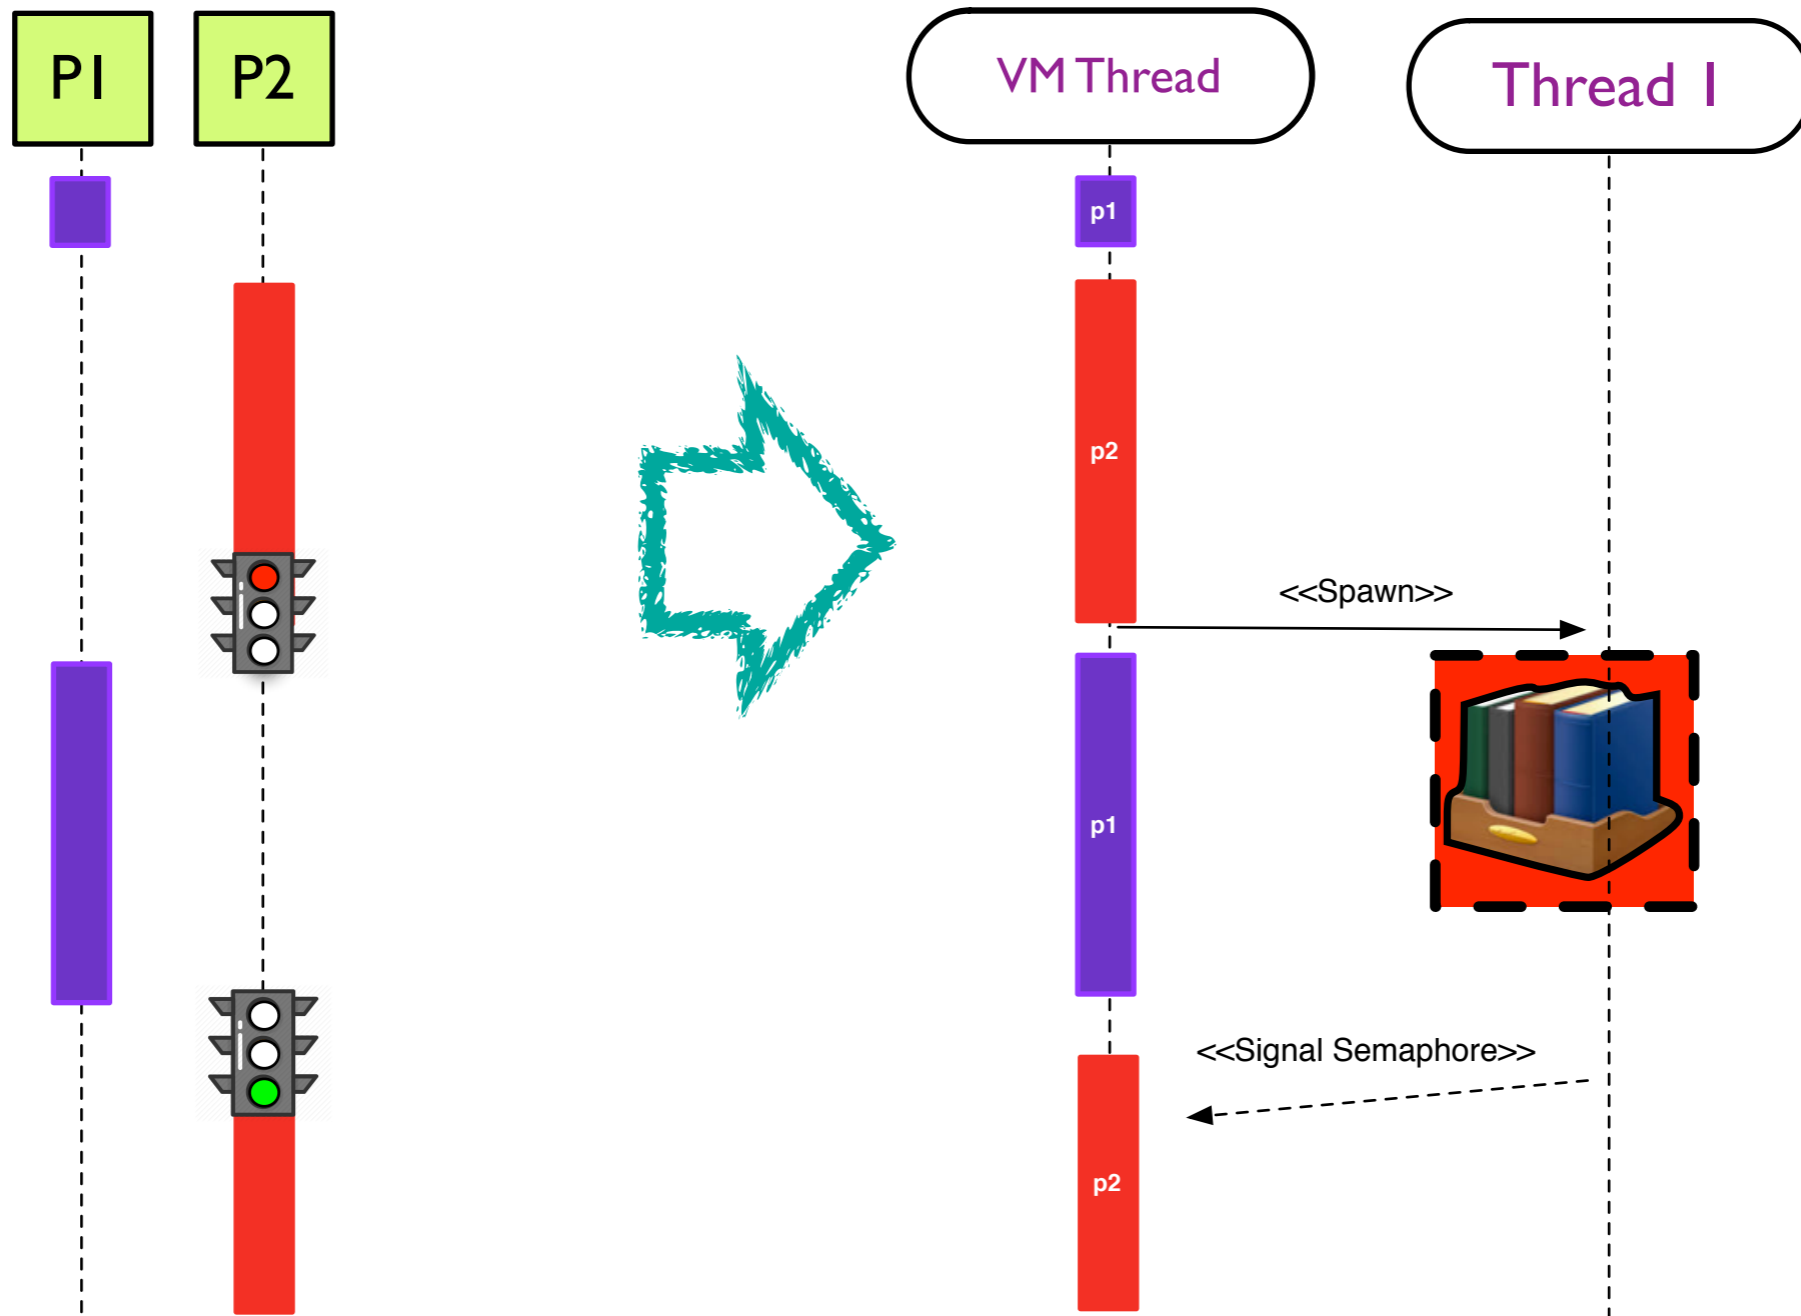 P1
P2
VM Thread
Thread 1
p1
p2
<<Spawn>>
p1
<<Signal Semaphore>>
p2